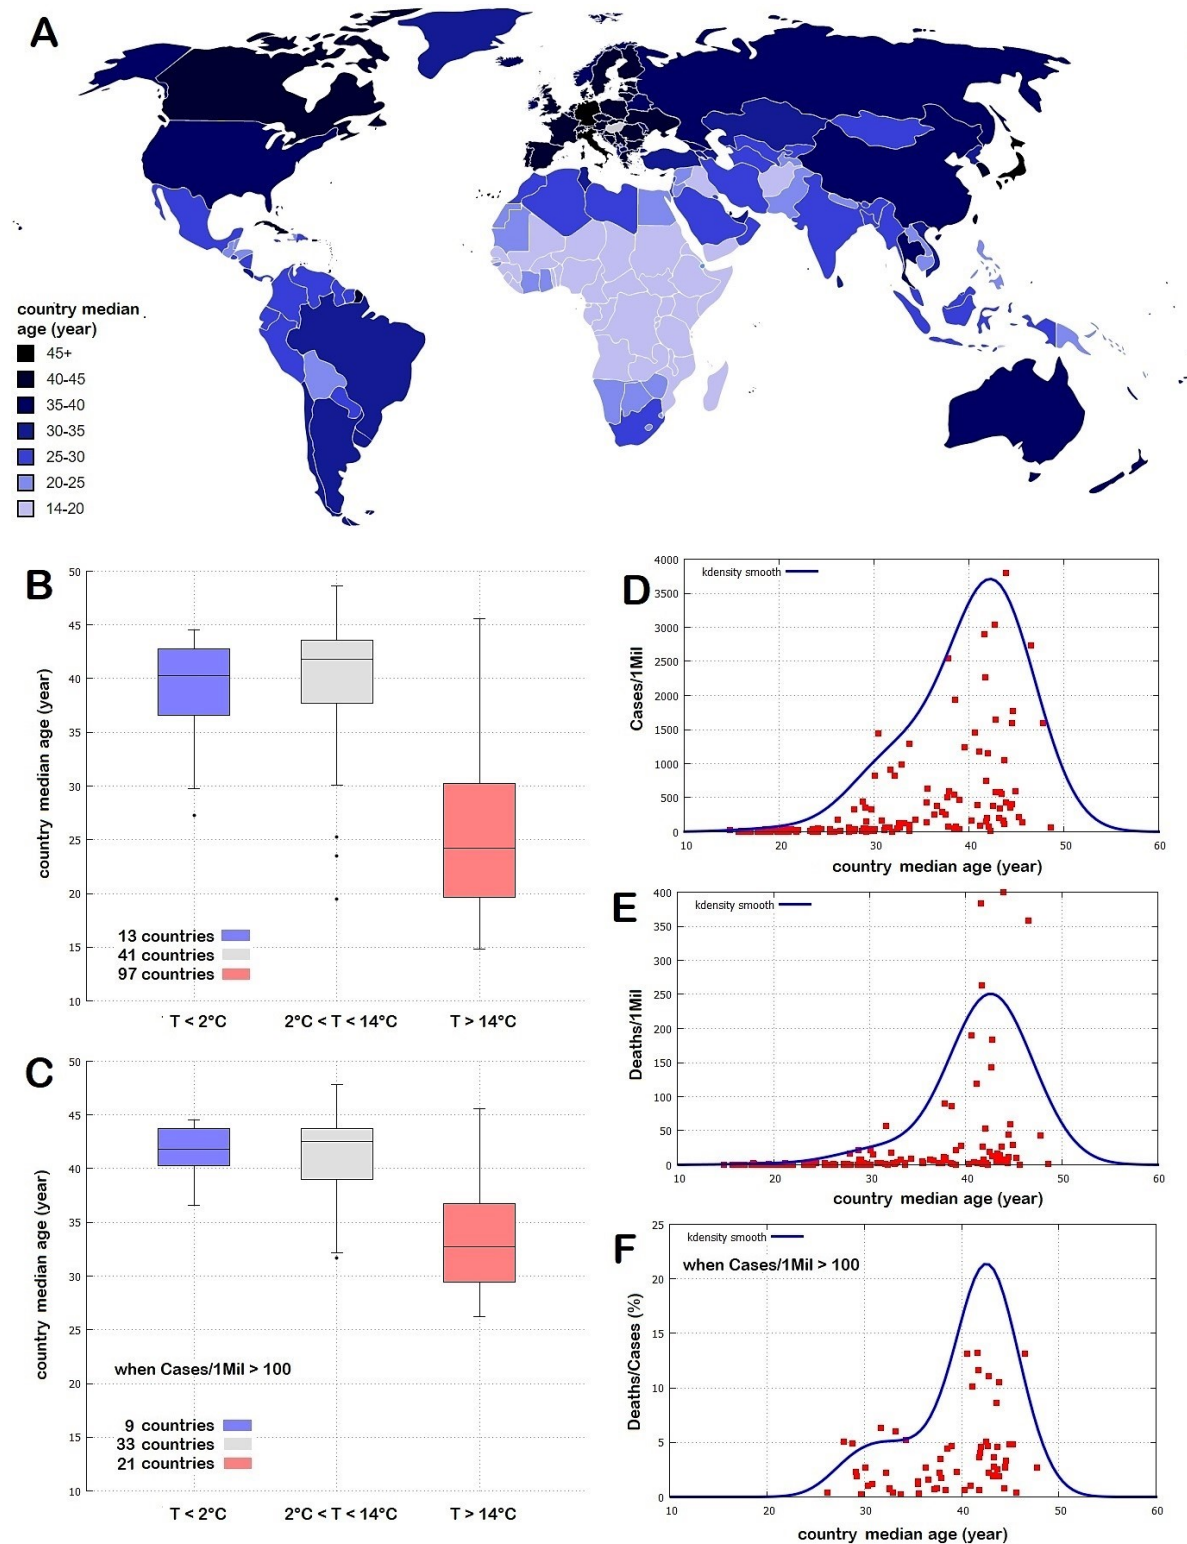 A
country median
age (year)
45+
40-45
35-40
30-35
25-30
20-25
14-20
B
country median age (year)
50
45
40
35
30
25
20
15
10
13 countries
41 countries
97 countries
T < 2°C
2°C < T < 14°C
T > 14°C
C
country median age (year)
50
45
40
35
30
25
20
15
10
when Cases/1Mil > 100
9 countries
33 countries
21 countries
T < 2°C
2°C < T < 14°C
T > 14°C
D
kdensity smooth
Cases/1Mil
4000
3500
3000
2500
2000
1500
1000
500
0
10
20
30
40
50
60
country median age (year)
E
kdensity smooth
Deaths/1Mil
400
350
300
250
200
150
100
50
0
10
20
30
40
50
60
country median age (year)
F
kdensity smooth
when Cases/1Mil > 100
Deaths/Cases (%)
25
20
15
10
5
0
10
20
30
40
50
60
country median age (year)